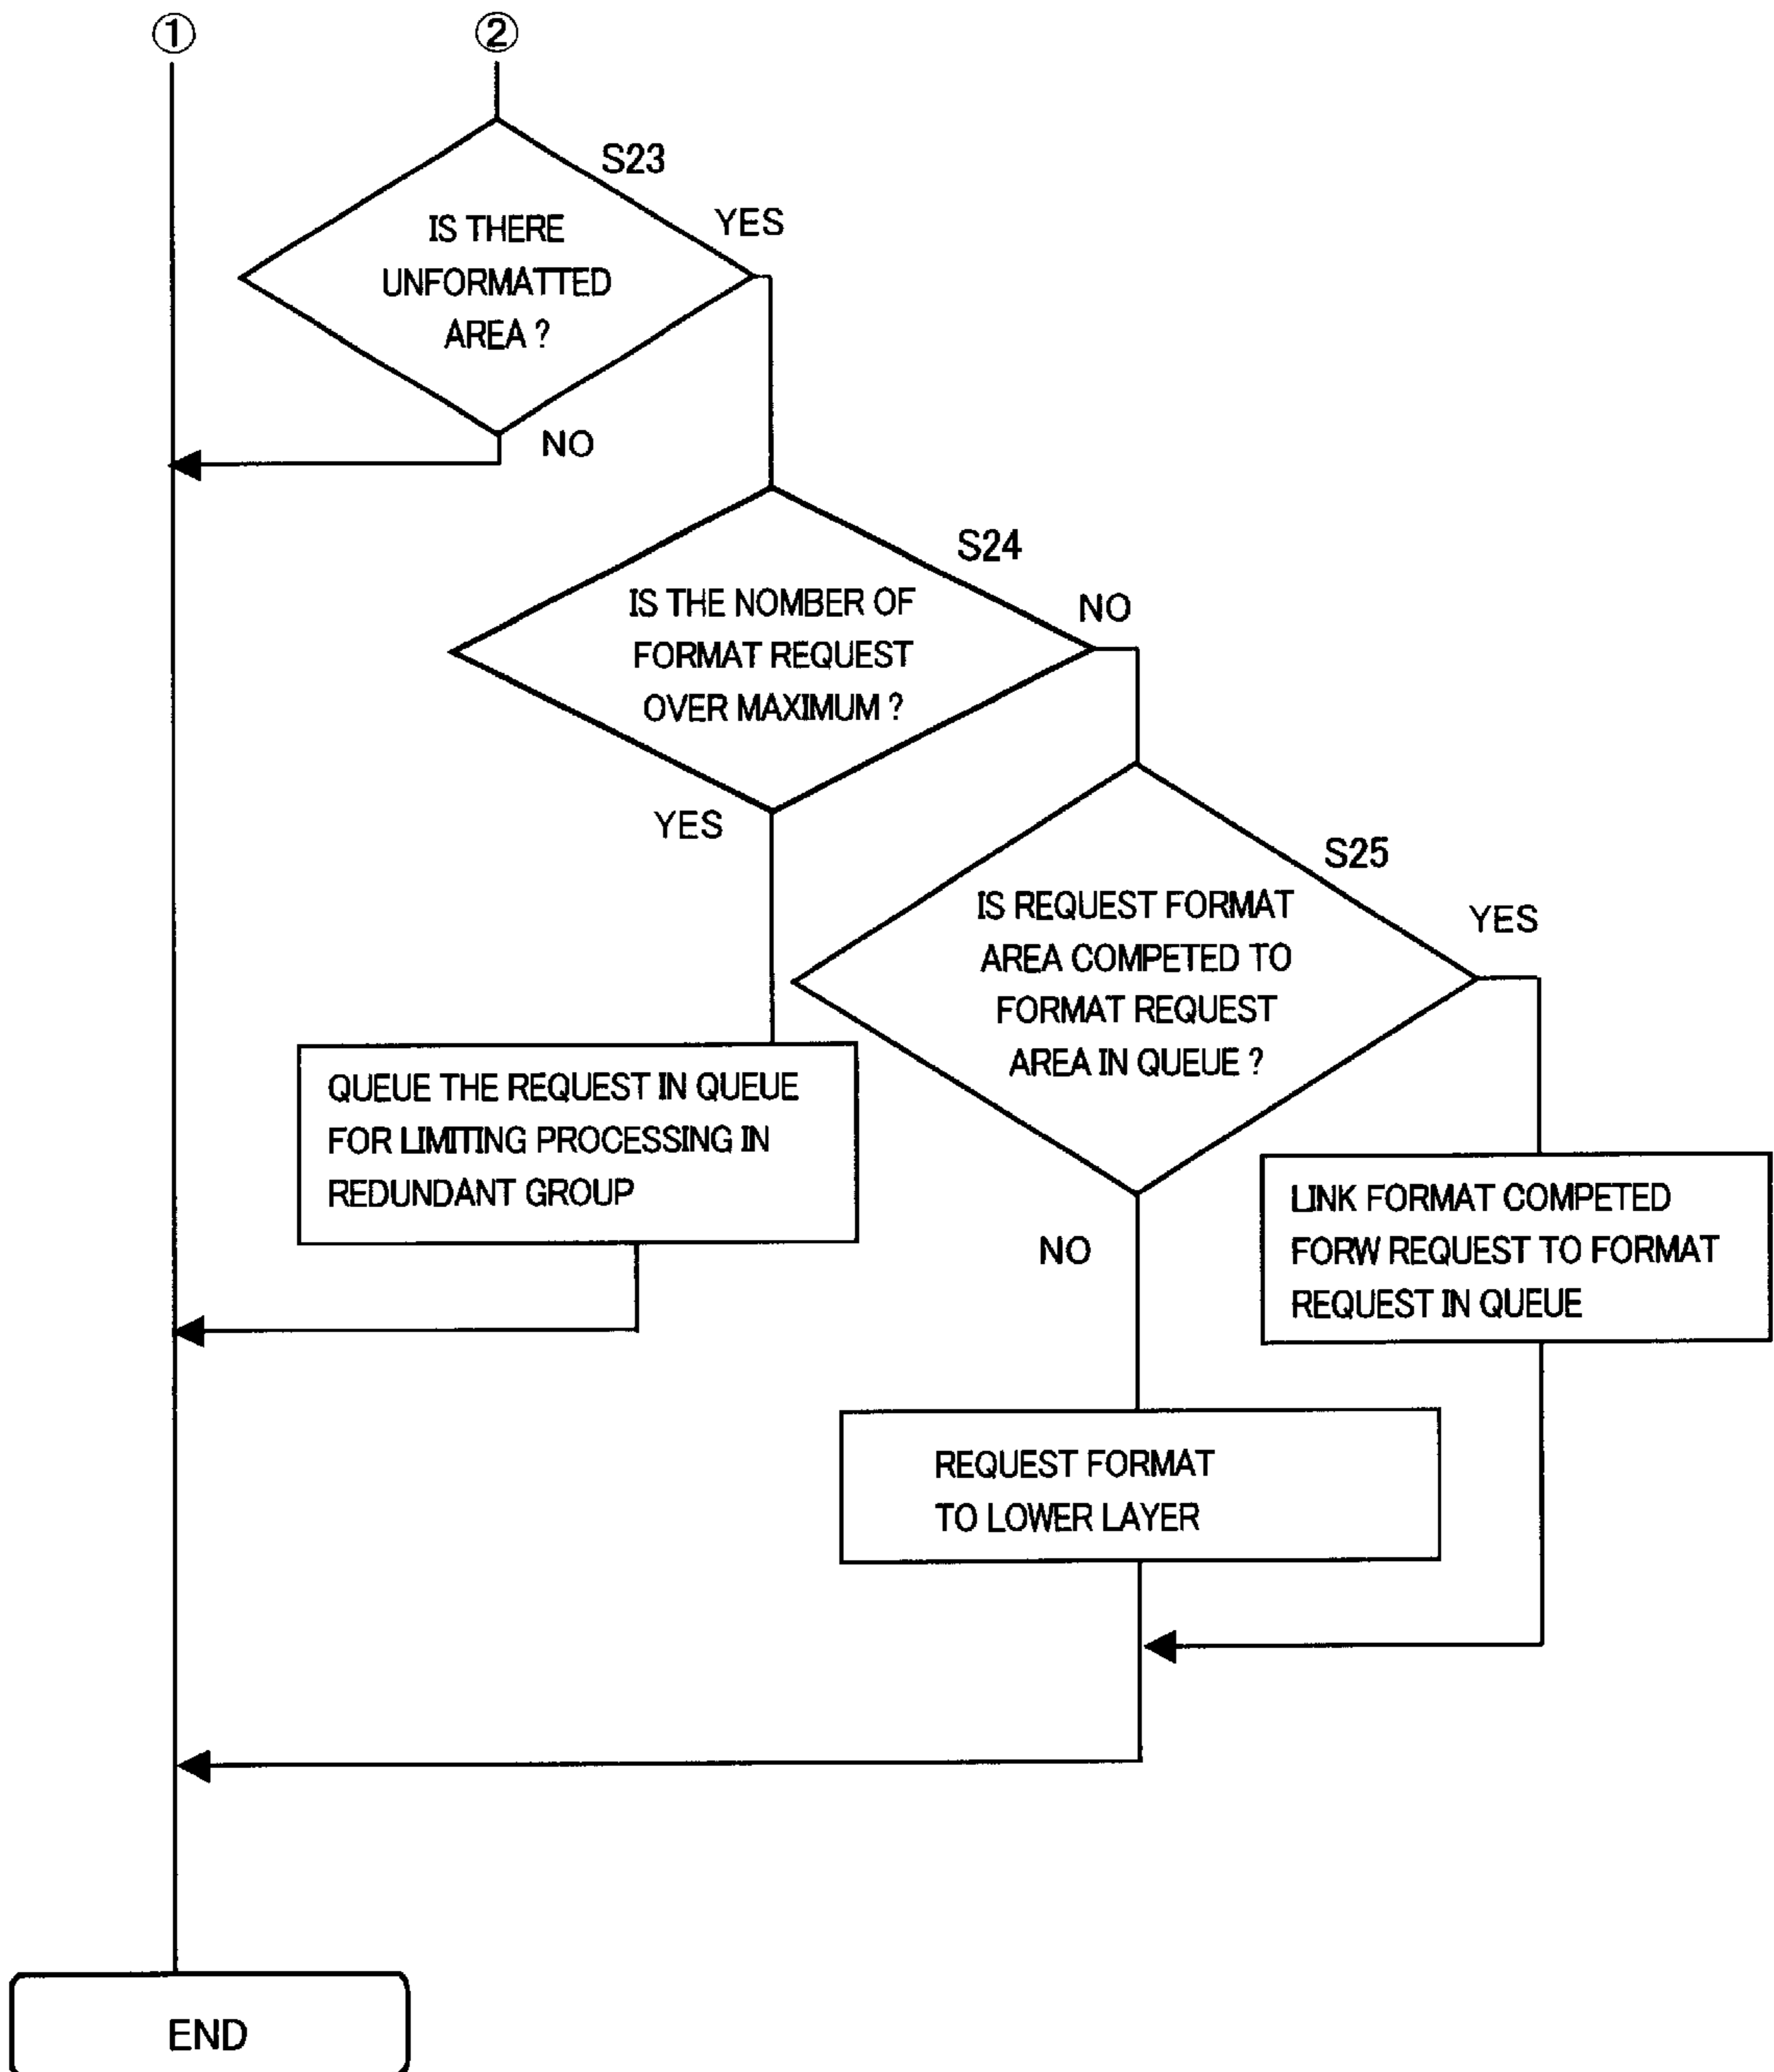 ① ②
S23
IS THERE
UNFORMATTED
AREA ?
YES
NO
S24
IS THE NOMBER OF
FORMAT REQUEST
OVER MAXIMUM ?
NO
YES
S25
IS REQUEST FORMAT
AREA COMPETED TO
FORMAT REQUEST
AREA IN QUEUE ?
YES
NO
QUEUE THE REQUEST IN QUEUE
FOR LIMITING PROCESSING IN
REDUNDANT GROUP
LINK FORMAT COMPETED
FORW REQUEST TO FORMAT
REQUEST IN QUEUE
REQUEST FORMAT
TO LOWER LAYER
END